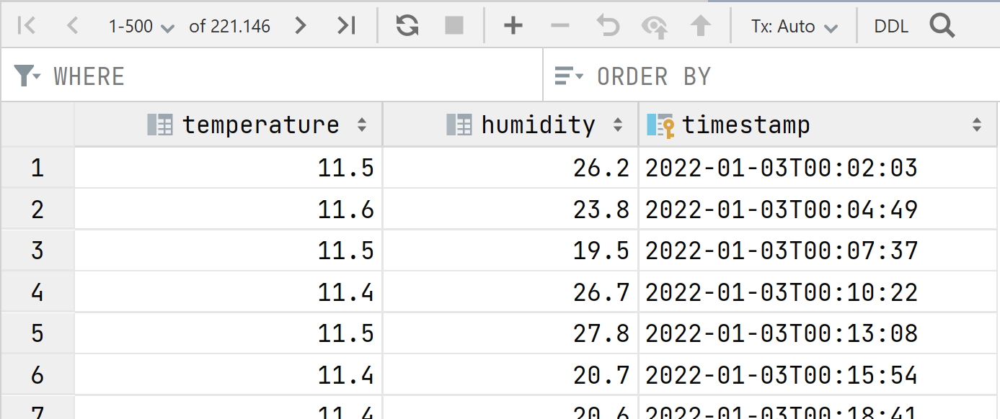 1-500 of 221.146 Tx: Auto DDL
WHERE ORDER BY
temperature humidity timestamp
1 11.5 26.2 2022-01-03T00:02:03
2 11.6 23.8 2022-01-03T00:04:49
3 11.5 19.5 2022-01-03T00:07:37
4 11.4 26.7 2022-01-03T00:10:22
5 11.5 27.8 2022-01-03T00:13:08
6 11.4 20.7 2022-01-03T00:15:54
7 11.4 20.6 2022-01-03T00:18:41